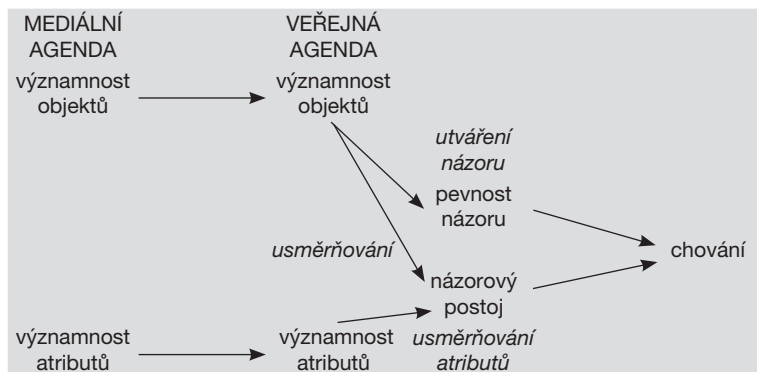 MEDIÁLNÍ
AGENDA
VEŘEJNÁ
AGENDA
významnost
objektů
významnost
objektů
utváření
názoru
pevnost
názoru
usměrňování
chování
názorový
postoj
významnost
atributů
významnost
atributů
usměrňování
atributů